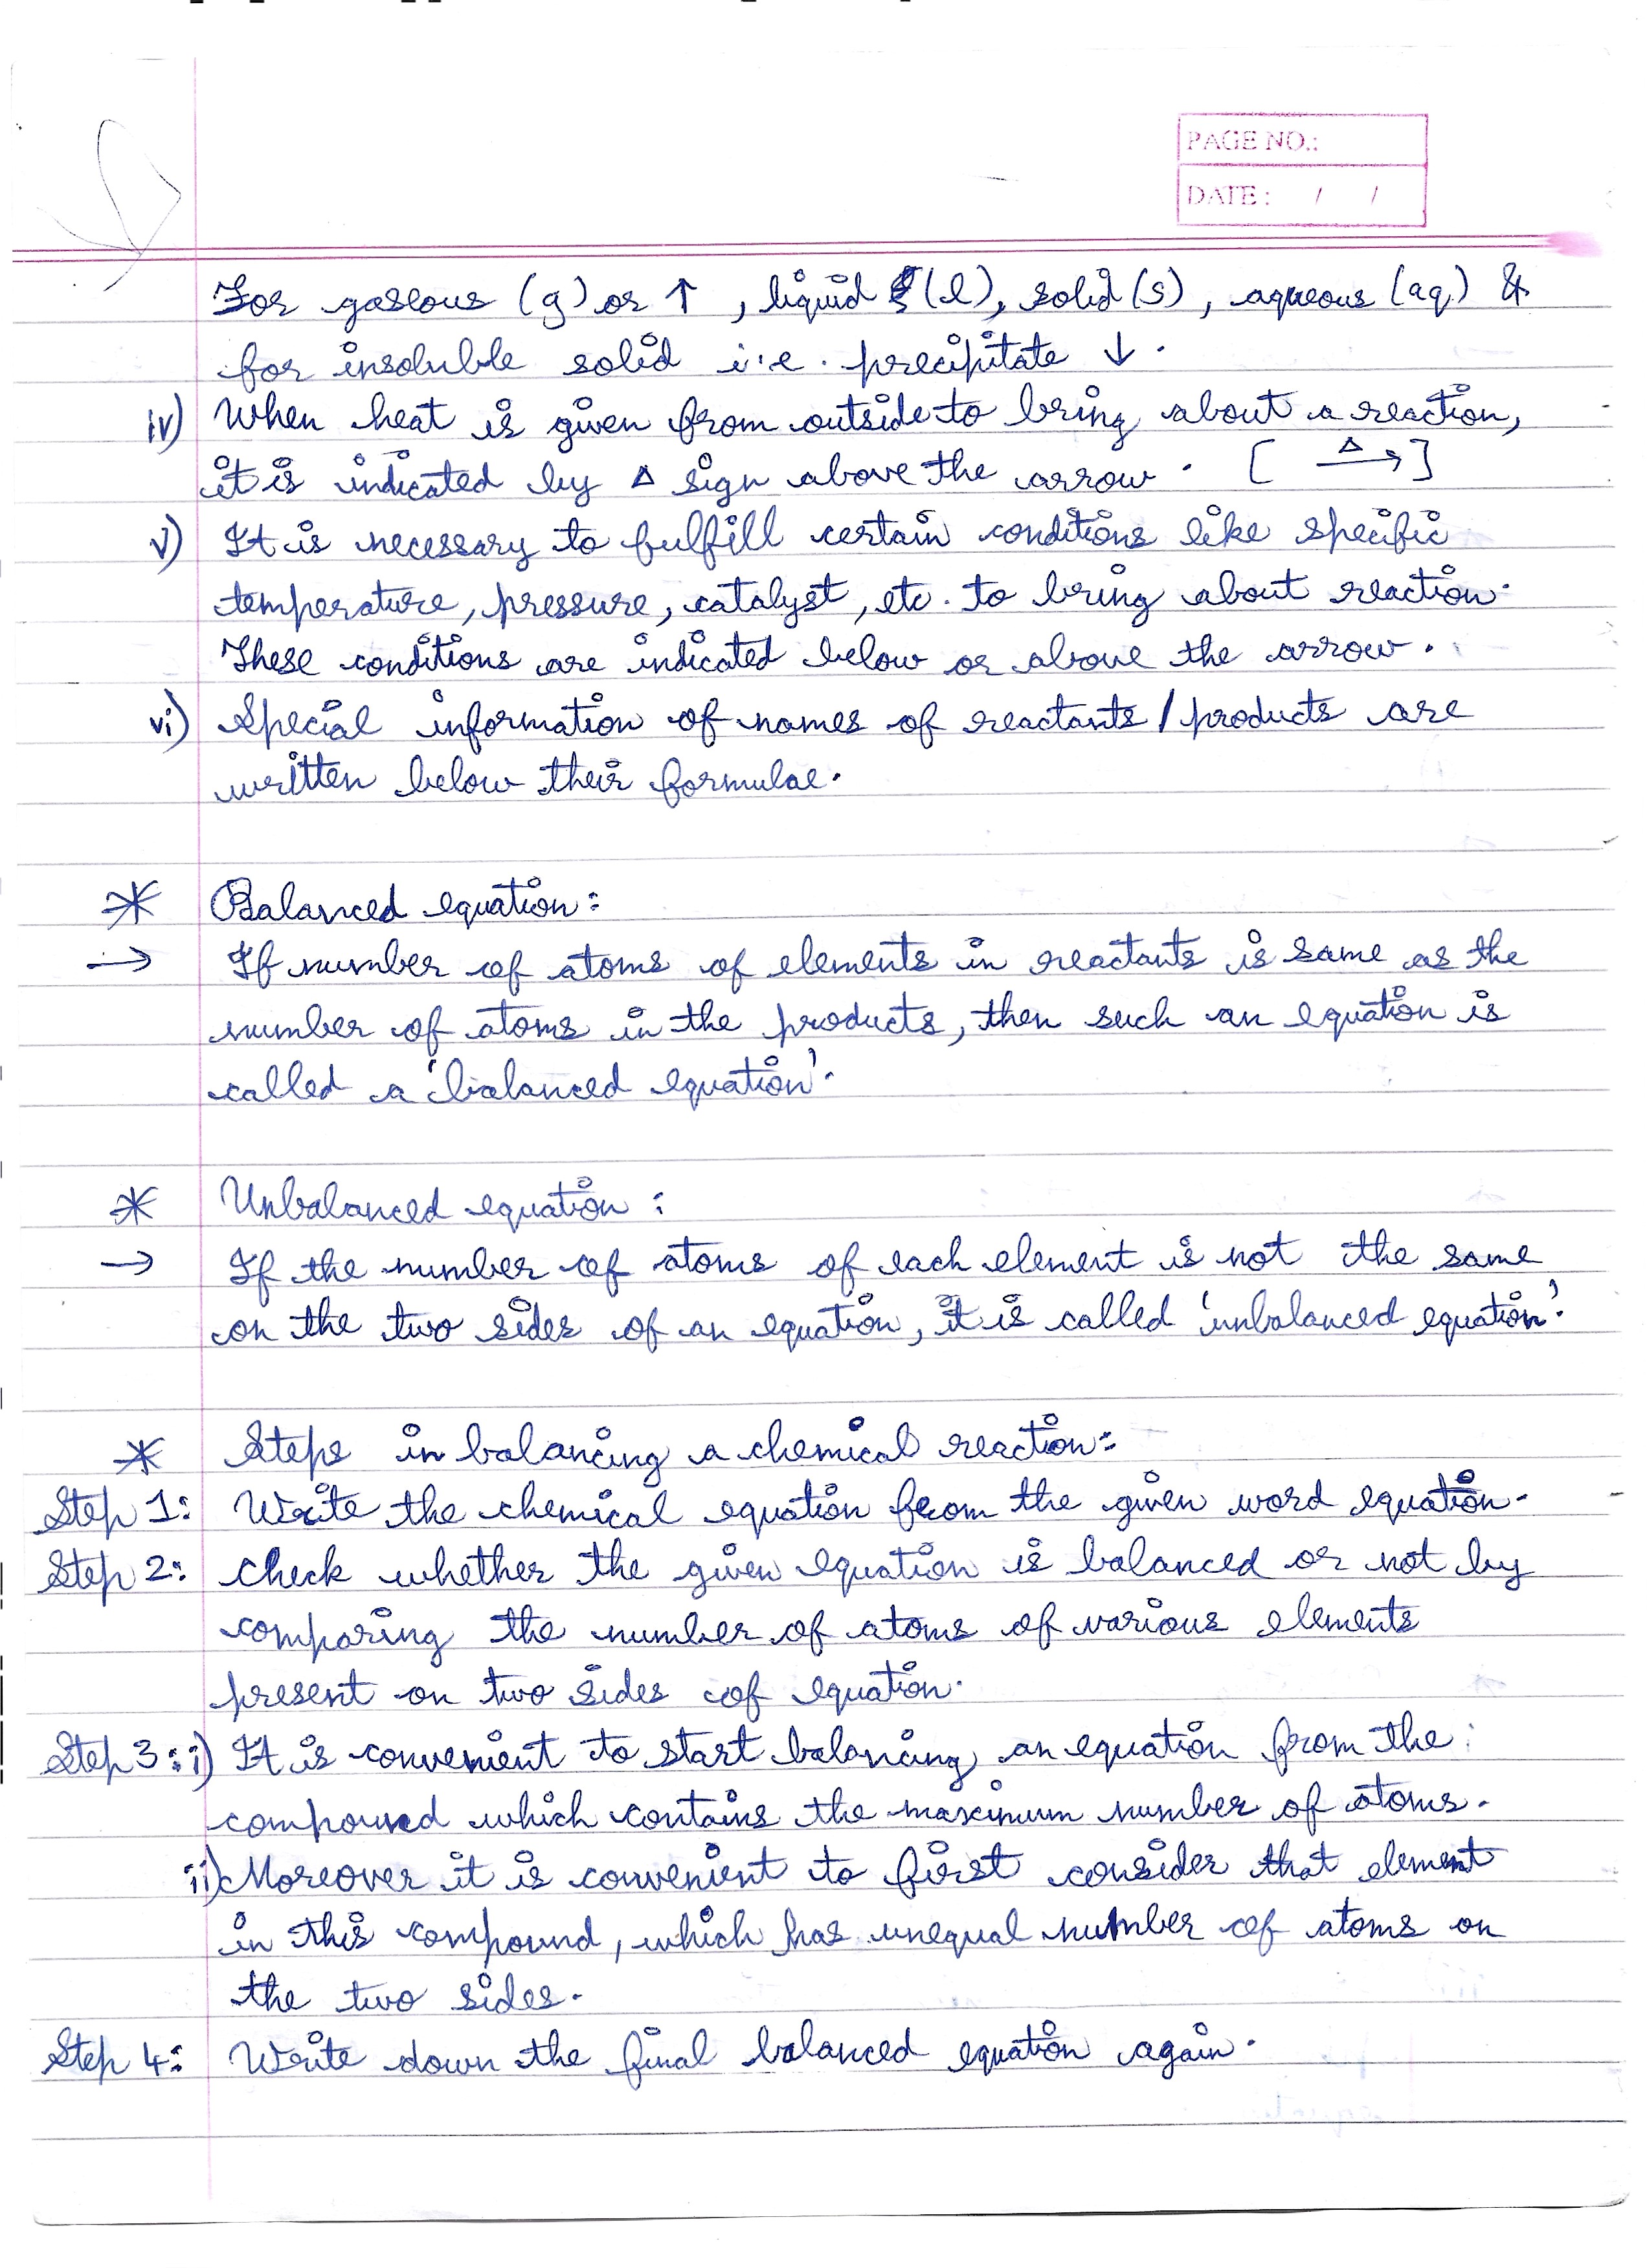 PAGE NO.:
DATE: / /
For gaseous (g) or ↑ , liquid (l), solid (s), aqueous (aq) &
for insoluble solid i.e. precipitate ↓.
iv) When heat is given from outside to bring about a reaction,
it is indicated by Δ sign above the arrow. [ Δ→ ]
v) It is necessary to fulfill certain conditions like specific
temperature, pressure, catalyst, etc. to bring about reaction.
These conditions are indicated below or above the arrow.
vi) Special information of names of reactants / products are
written below their formulae.
* Balanced equation:
→ If number of atoms of elements in reactants is same as the
number of atoms in the products, then such an equation is
called a 'balanced equation'.
* Unbalanced equation:
→ If the number of atoms of each element is not the same
on the two sides of an equation, it is called 'unbalanced equation'.
* Steps in balancing a chemical reaction:
Step 1: Write the chemical equation from the given word equation.
Step 2: Check whether the given equation is balanced or not by
comparing the number of atoms of various elements
present on two sides of equation.
Step 3: i) It is convenient to start balancing an equation from the
compound which contains the maximum number of atoms.
ii) Moreover it is convenient to first consider that element
in this compound, which has unequal number of atoms on
the two sides.
Step 4: Write down the final balanced equation again.